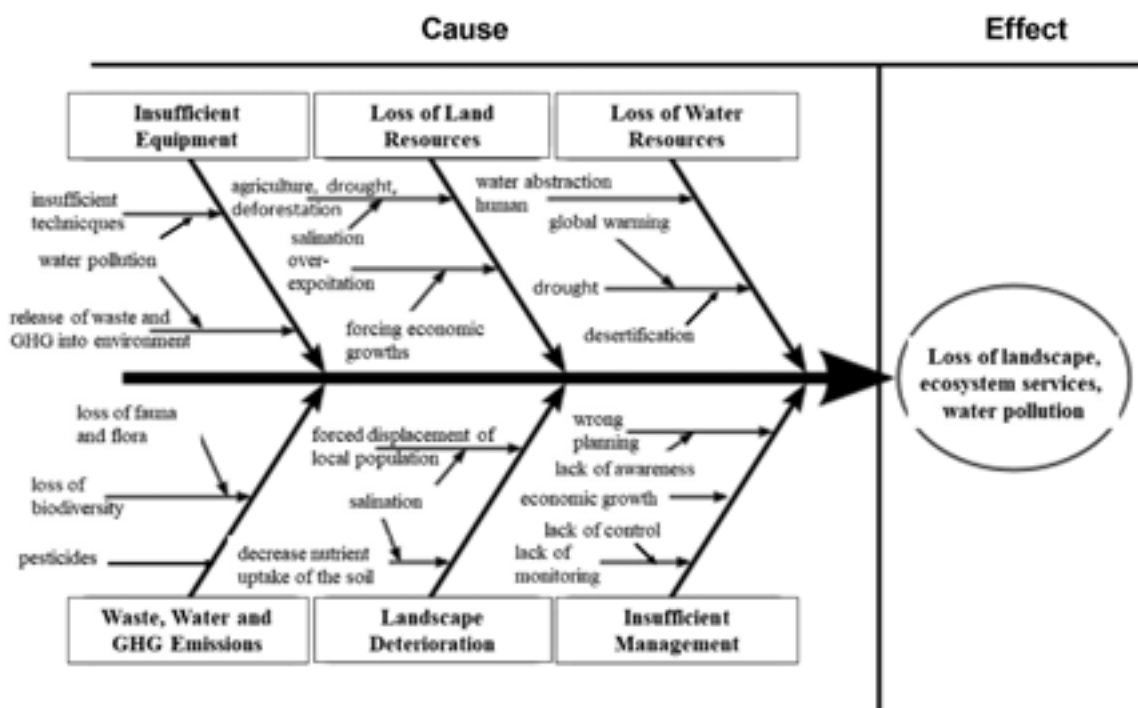 Cause
Effect
Insufficient
Equipment
Loss of Land
Resources
Loss of Water
Resources
insufficient
technicques
water pollution
release of waste and
GHG into environment
agriculture, drought,
deforestation
salination
over-
expoitation
forcing economic
growths
water abstraction
human
global warming
drought
desertification
Loss of landscape,
ecosystem services,
water pollution
loss of fauna
and flora
loss of
biodiversity
pesticides
forced displacement of
local population
salination
decrease nutrient
uptake of the soil
wrong
planning
lack of awareness
economic growth
lack of control
lack of
monitoring
Waste, Water and
GHG Emissions
Landscape
Deterioration
Insufficient
Management